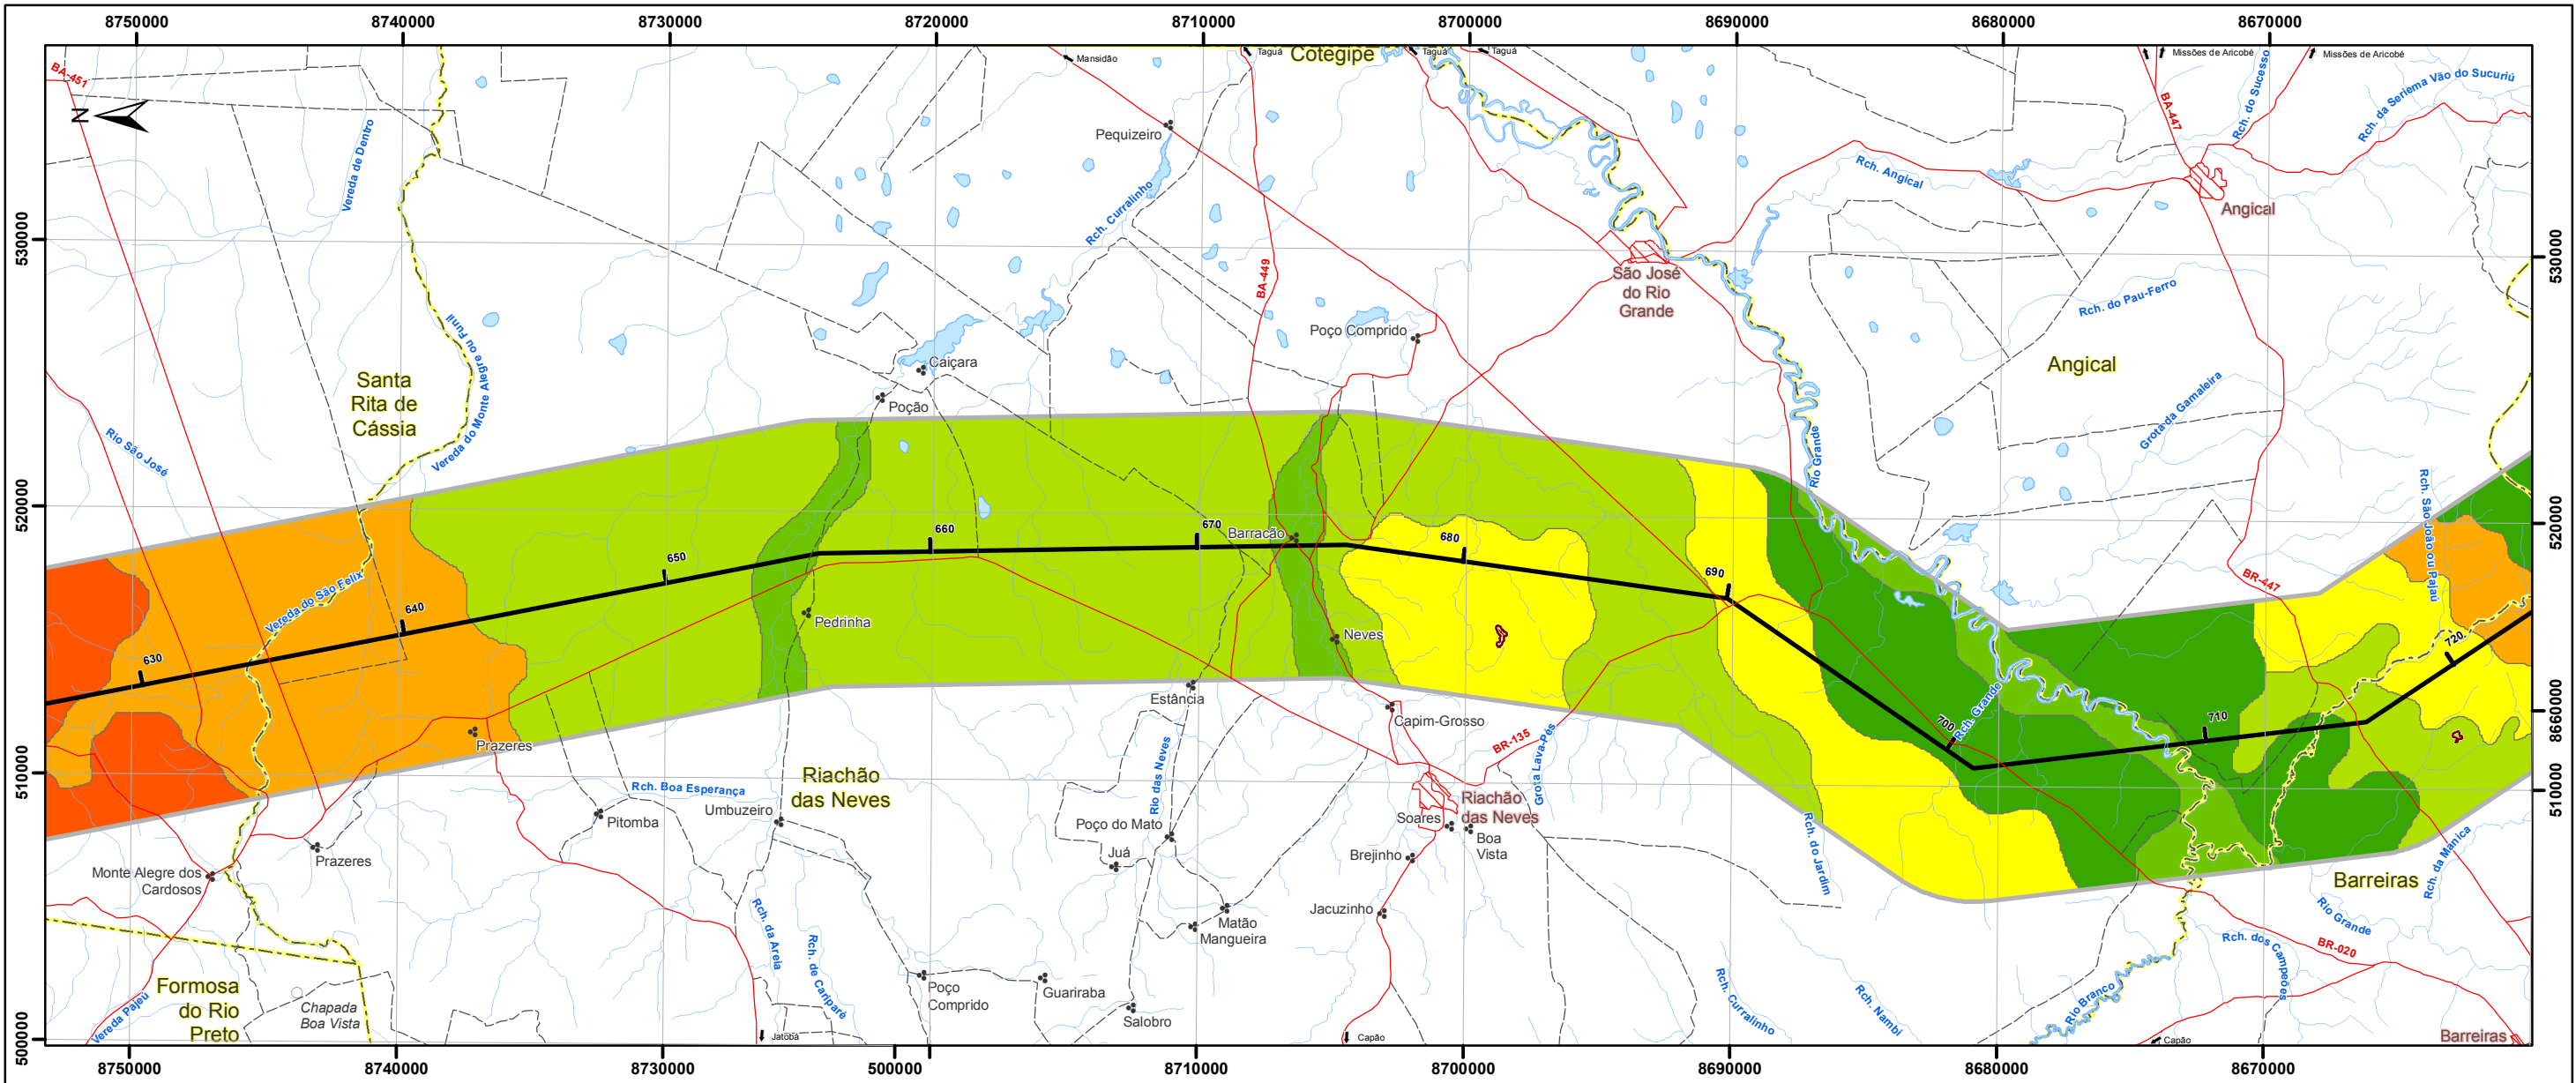 8750000
8740000
8730000
8720000
8710000
8700000
8690000
8680000
8670000
BA-451
N
Vereda de Dentro
Mansidão
Taguá
Cotegipe
Taguá
Taguá
Missões de Aricobé
Missões de Aricobé
Rch. do Sucesso
Rch. da Seriema Vão do Sucuriú
BA-447
Pequizeiro
Rch. Curralinho
Rch. Angical
Angical
530000
530000
BA-449
São José
do Rio
Grande
Rch. do Pau-Ferro
Poço Comprido
Vereda do Monte Alegre ou Funil
Santa
Rita de
Cássia
Caiçara
Poção
Angical
Grota da Gamaleira
Rio São José
Rio Grande
Rch. São João ou Pajaú
520000
520000
BR-447
Vereda do São Felix
630
640
650
660
670
680
690
700
710
720
Barracão
Pedrinha
Neves
Estância
Capim-Grosso
Rch. Grande
8660000
Prazeres
BR-135
Grota Lava-Pés
Rio das Neves
510000
510000
Rch. Boa Esperança
Riachão
das Neves
Umbuzeiro
Pitomba
Poço do Mato
Juá
Riachão
das Neves
Soares
Boa
Vista
Brejinho
Rch. do Jardim
Rch. da Manica
Barreiras
Prazeres
Monte Alegre dos
Cardosos
Jacuzinho
Matão
Mangueira
Rch. da Areia
Rch. de Cariparé
Rio Grande
Rch. dos Campeões
BR-020
Formosa
do Rio
Preto
Chapada
Boa Vista
Vereda Pajeú
Poço
Comprido
Guariraba
Salobro
Rch. Curralinho
Rch. Nambi
Rio Branco
Jatobá
Capão
Capão
Barreiras
500000
8750000
8740000
8730000
500000
8710000
8700000
8690000
8680000
8670000